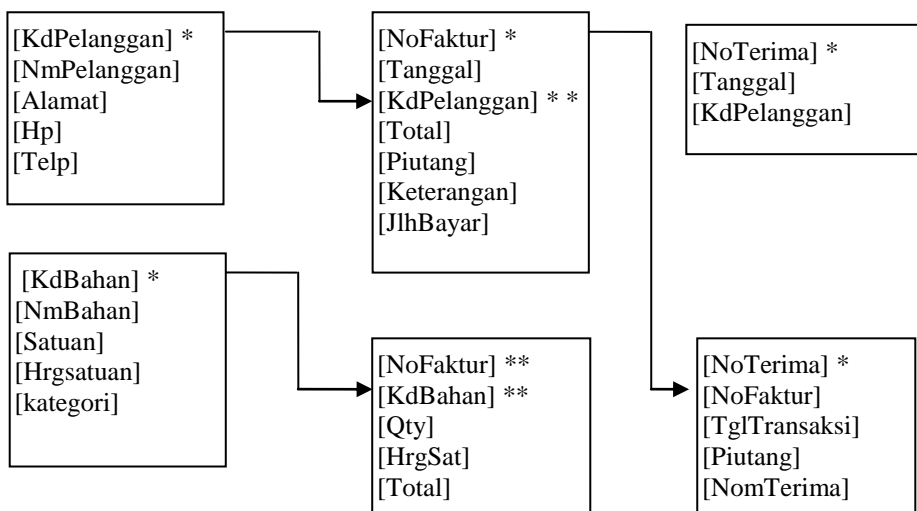 [KdPelanggan] *
[NmPelanggan]
[Alamat]
[Hp]
[Telp]
[NoFaktur] *
[Tanggal]
[KdPelanggan] * *
[Total]
[Piutang]
[Keterangan]
[JlhBayar]
[NoTerima] *
[Tanggal]
[KdPelanggan]
[KdBahan] *
[NmBahan]
[Satuan]
[Hrgsatuan]
[kategori]
[NoFaktur] **
[KdBahan] **
[Qty]
[HrgSat]
[Total]
[NoTerima] *
[NoFaktur]
[TglTransaksi]
[Piutang]
[NomTerima]